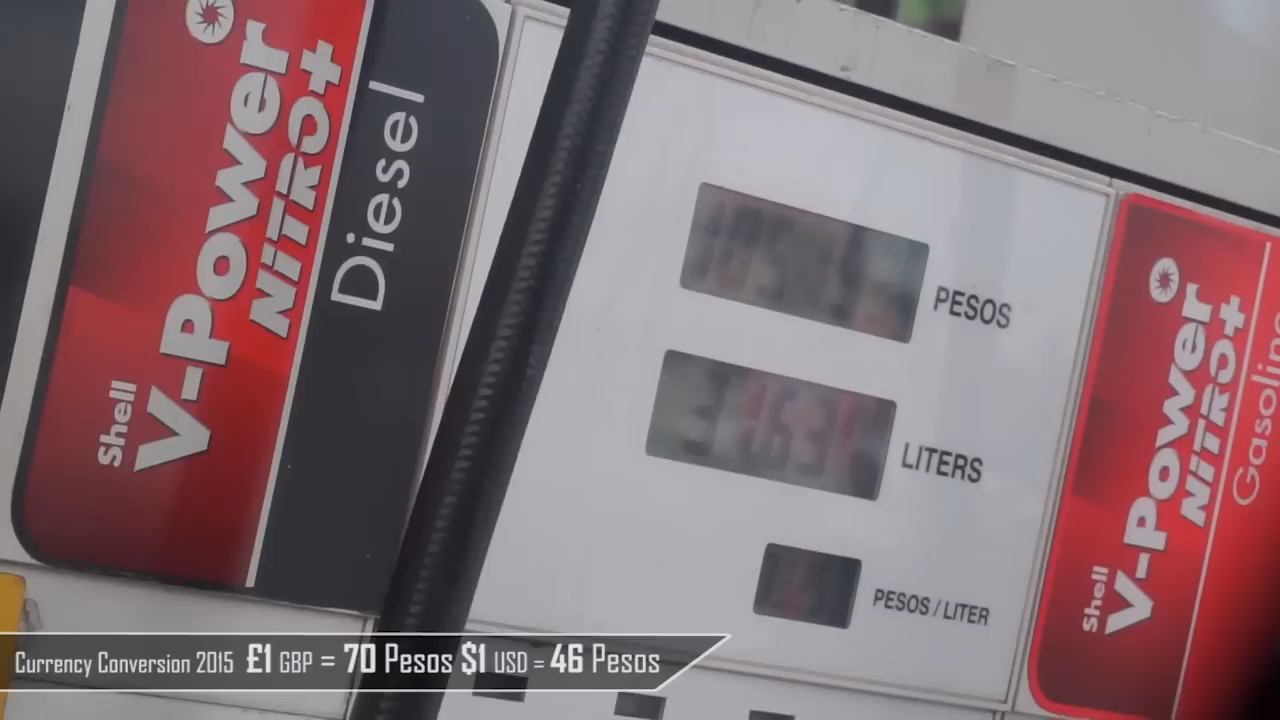 Shell
V-Power
NiTRO+
Diesel
PESOS
LITERS
PESOS / LITER
Shell
V-Power
NiTRO+
Gasoline
Currency Conversion 2015 £1 GBP = 70 Pesos $1 USD = 46 Pesos